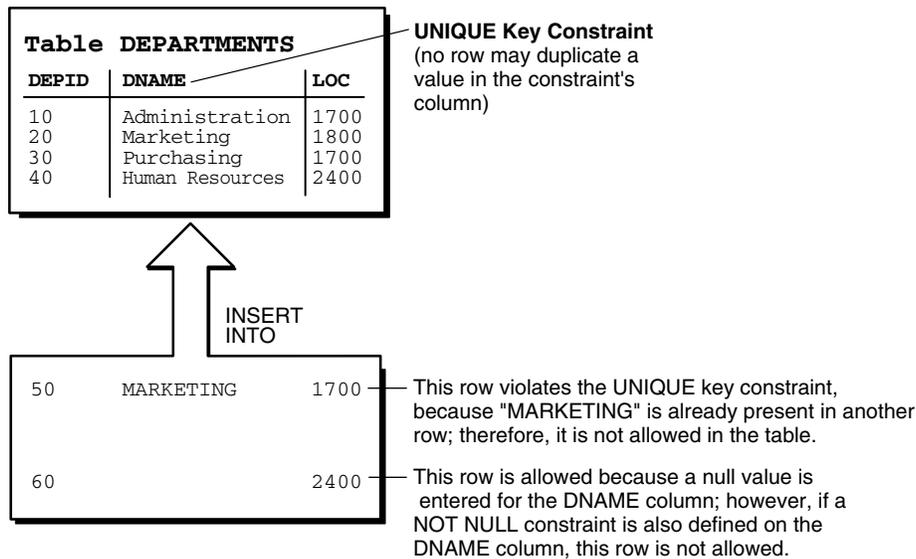 Table DEPARTMENTS
DEPID DNAME LOC
10 Administration 1700
20 Marketing 1800
30 Purchasing 1700
40 Human Resources 2400
UNIQUE Key Constraint
(no row may duplicate a
value in the constraint's
column)
INSERT
INTO
50 MARKETING 1700
This row violates the UNIQUE key constraint,
because "MARKETING" is already present in another
row; therefore, it is not allowed in the table.
60 2400
This row is allowed because a null value is
entered for the DNAME column; however, if a
NOT NULL constraint is also defined on the
DNAME column, this row is not allowed.